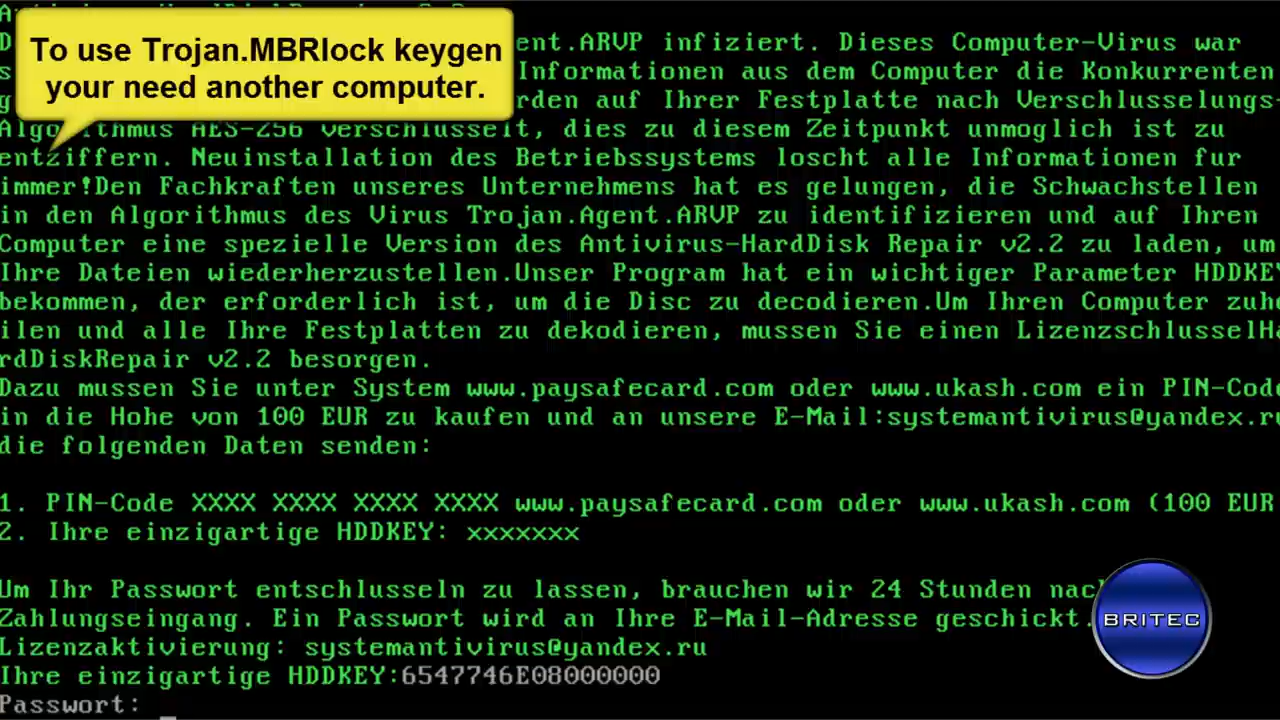 To use Trojan.MBRlock keygen
your need another computer.
ent.ARVP infiziert. Dieses Computer-Virus war
Informationen aus dem Computer die Konkurrenten
rden auf Ihrer Festplatte nach Verschlusselungs-
Algorithmus AES-256 verschlusselt, dies zu diesem Zeitpunkt unmoglich ist zu
entziffern. Neuinstallation des Betriebssystems loscht alle Informationen fur
immer!Den Fachkraften unseres Unternehmens hat es gelungen, die Schwachstellen
in den Algorithmus des Virus Trojan.Agent.ARVP zu identifizieren und auf Ihren
Computer eine spezielle Version des Antivirus-HardDisk Repair v2.2 zu laden, um
Ihre Dateien wiederherzustellen.Unser Program hat ein wichtiger Parameter HDDKEY
bekommen, der erforderlich ist, um die Disc zu decodieren.Um Ihren Computer zuhe
ilen und alle Ihre Festplatten zu dekodieren, mussen Sie einen LizenzschlusselHa
rdDiskRepair v2.2 besorgen.
Dazu mussen Sie unter System www.paysafecard.com oder www.ukash.com ein PIN-Code
in die Hohe von 100 EUR zu kaufen und an unsere E-Mail:systemantivirus@yandex.ru
die folgenden Daten senden:
1. PIN-Code XXXX XXXX XXXX XXXX www.paysafecard.com oder www.ukash.com (100 EUR
2. Ihre einzigartige HDDKEY: xxxxxxx
Um Ihr Passwort entschlusseln zu lassen, brauchen wir 24 Stunden nac
Zahlungseingang. Ein Passwort wird an Ihre E-Mail-Adresse geschickt.
Lizenzaktivierung: systemantivirus@yandex.ru
Ihre einzigartige HDDKEY:6547746E08000000
Passwort:
BRITEC